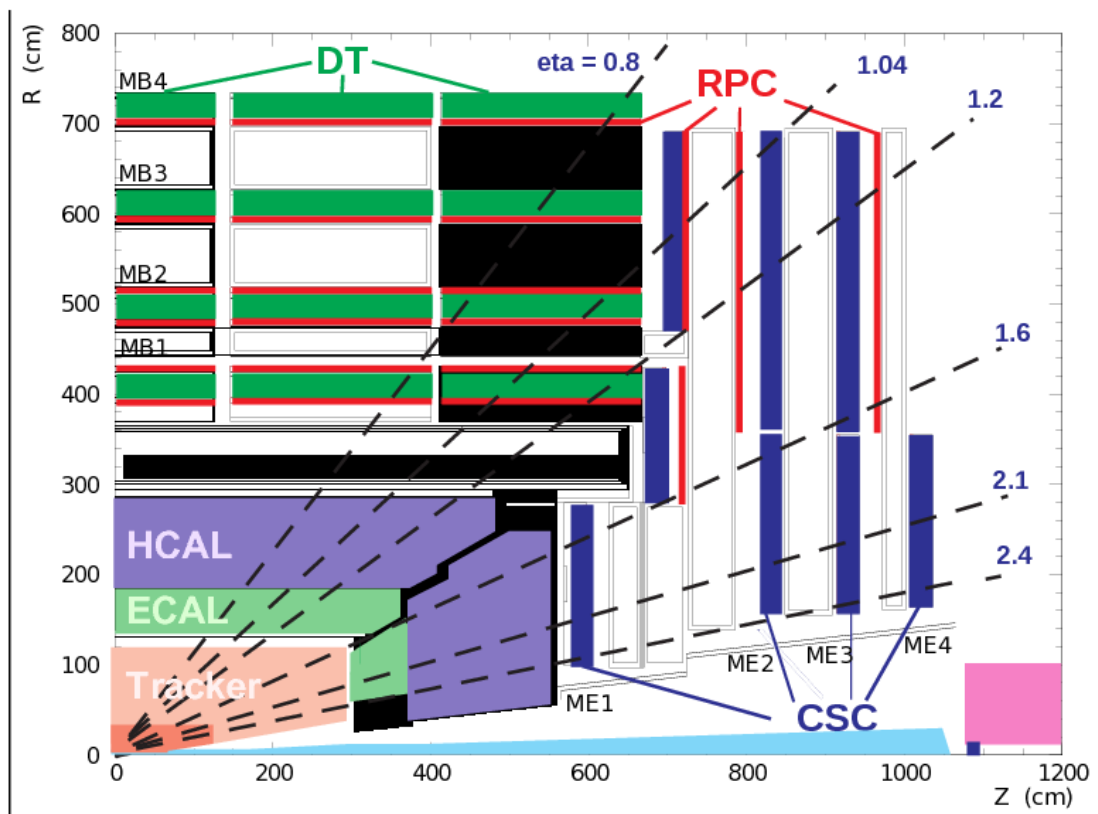 R (cm)
800
700
600
500
400
300
200
100
0
0
200
400
600
800
1000
1200
Z (cm)
DT
eta = 0.8
1.04
1.2
RPC
MB4
MB3
MB2
MB1
1.6
2.1
2.4
HCAL
ECAL
Tracker
ME1
ME2
ME3
ME4
CSC